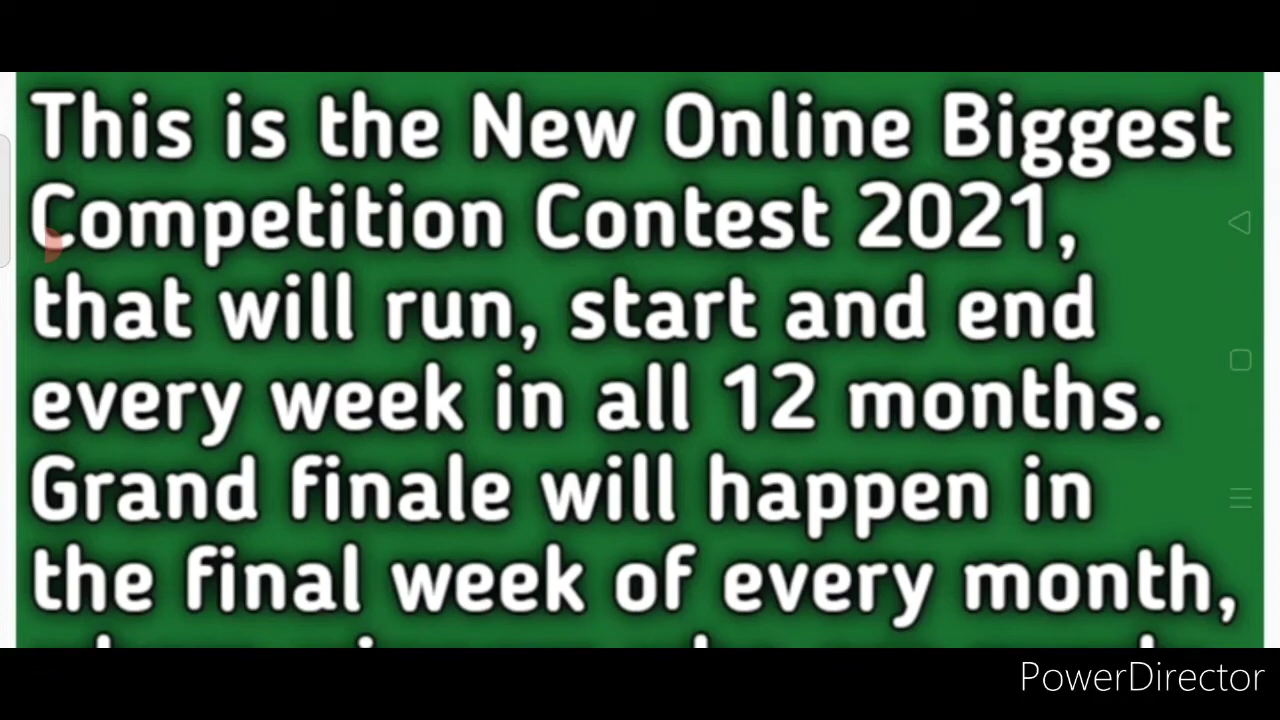 This is the New Online Biggest
Competition Contest 2021,
that will run, start and end
every week in all 12 months.
Grand finale will happen in
the final week of every month,
PowerDirector